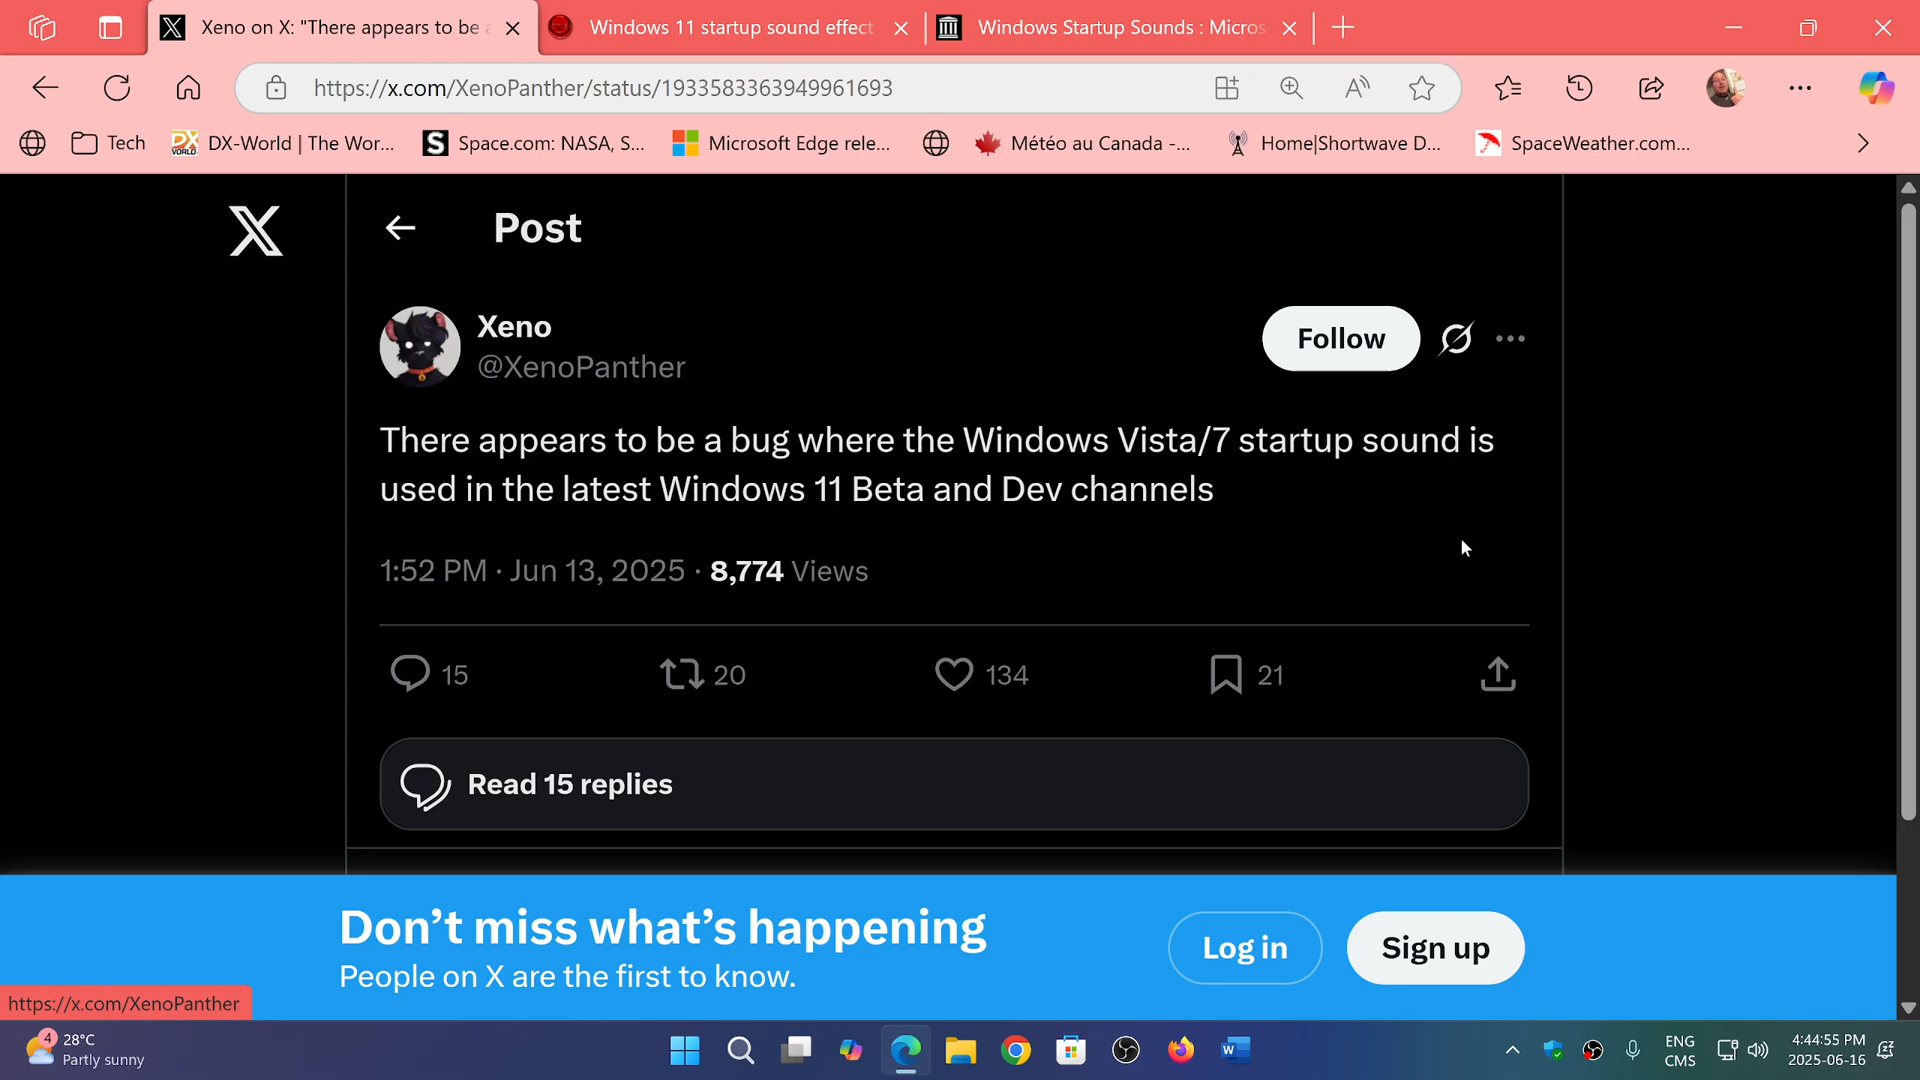 Xeno on X: "There appears to be a
Windows 11 startup sound effect
Windows Startup Sounds : Micros
https://x.com/XenoPanther/status/1933583363949961693
Tech
DX-World | The Wor...
Space.com: NASA, S...
Microsoft Edge rele...
Météo au Canada -...
Home|Shortwave D...
SpaceWeather.com...
Post
Xeno
@XenoPanther
Follow
There appears to be a bug where the Windows Vista/7 startup sound is
used in the latest Windows 11 Beta and Dev channels
1:52 PM · Jun 13, 2025 · 8,774 Views
15
20
134
21
Read 15 replies
Don’t miss what’s happening
People on X are the first to know.
Log in
Sign up
https://x.com/XenoPanther
4
28°C
Partly sunny
ENG
CMS
4:44:55 PM
2025-06-16